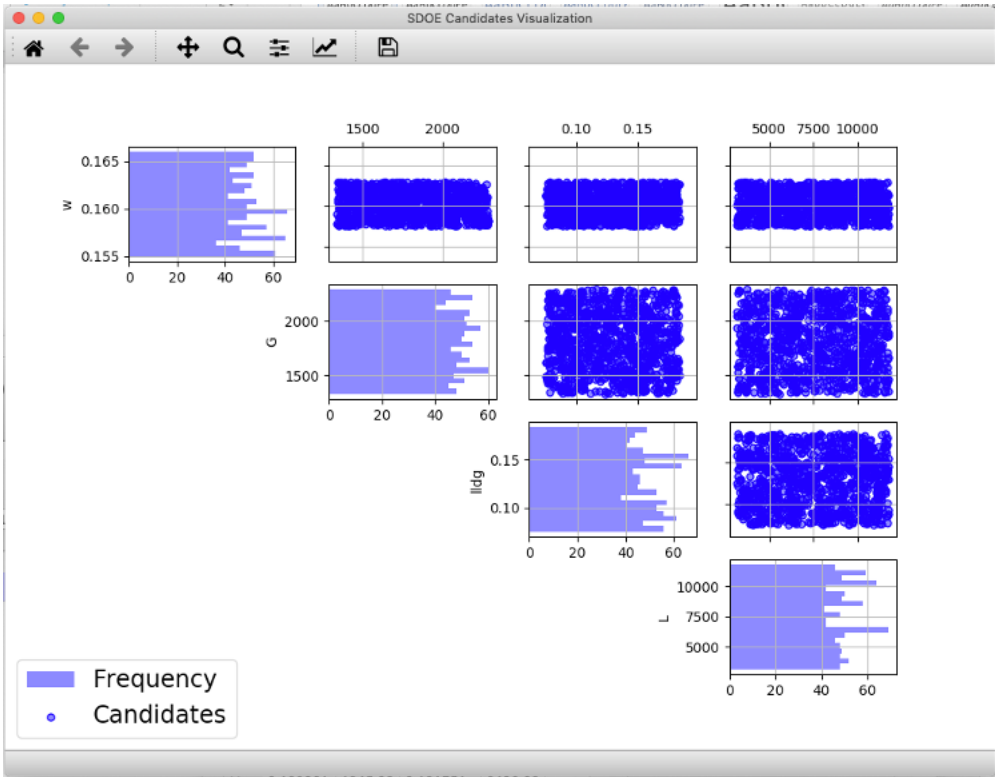 SDOE Candidates Visualization
1500 2000 0.10 0.15 5000 7500 10000
0.165
w 0.160
0.155
0 20 40 60
2000
G
1500
0 20 40 60
0.15
lldg
0.10
0 20 40 60
10000
L 7500
5000
0 20 40 60
Frequency
Candidates